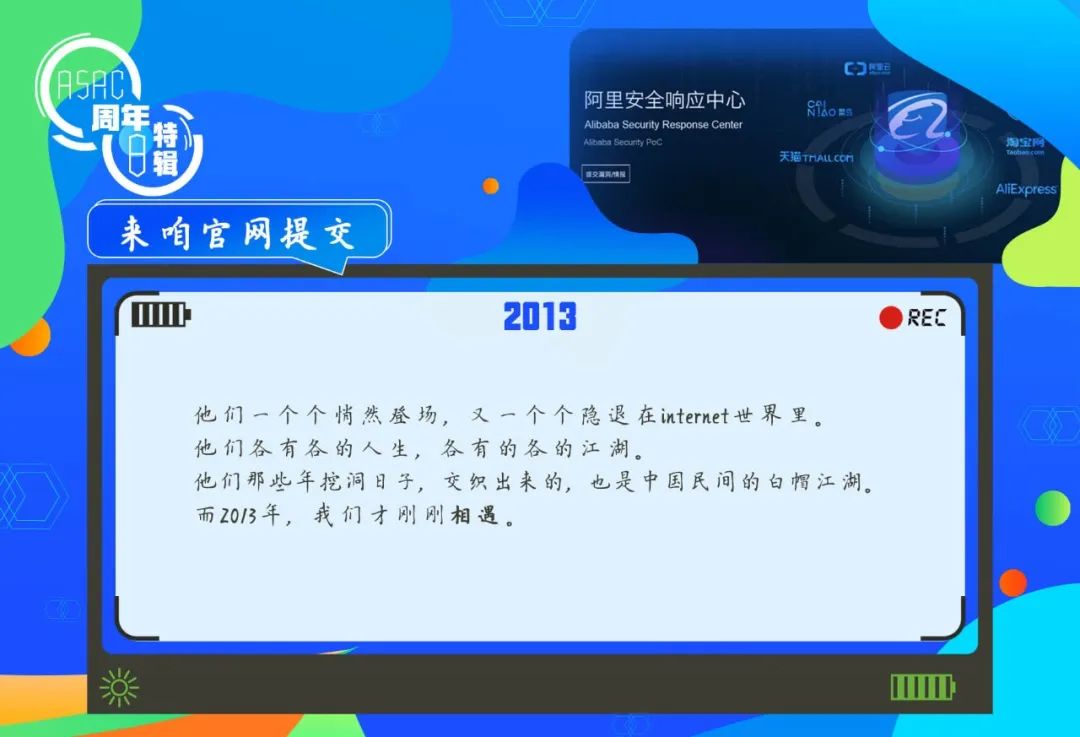 ASAC
周年
8
特辑
阿里云
阿里安全响应中心
Alibaba Security Response Center
Alibaba Security PoC
提交漏洞/情报
CAI
NIAO 菜鸟
天猫TMALL.COM
淘宝网
Taobao.com
AliExpress
来咱官网提交
2013
REC
他们一个个悄然登场，又一个个隐退在internet世界里。
他们各有各的人生，各有的各的江湖。
他们那些年挖洞日子，交织出来的，也是中国民间的白帽江湖。
而2013年，我们才刚刚相遇。